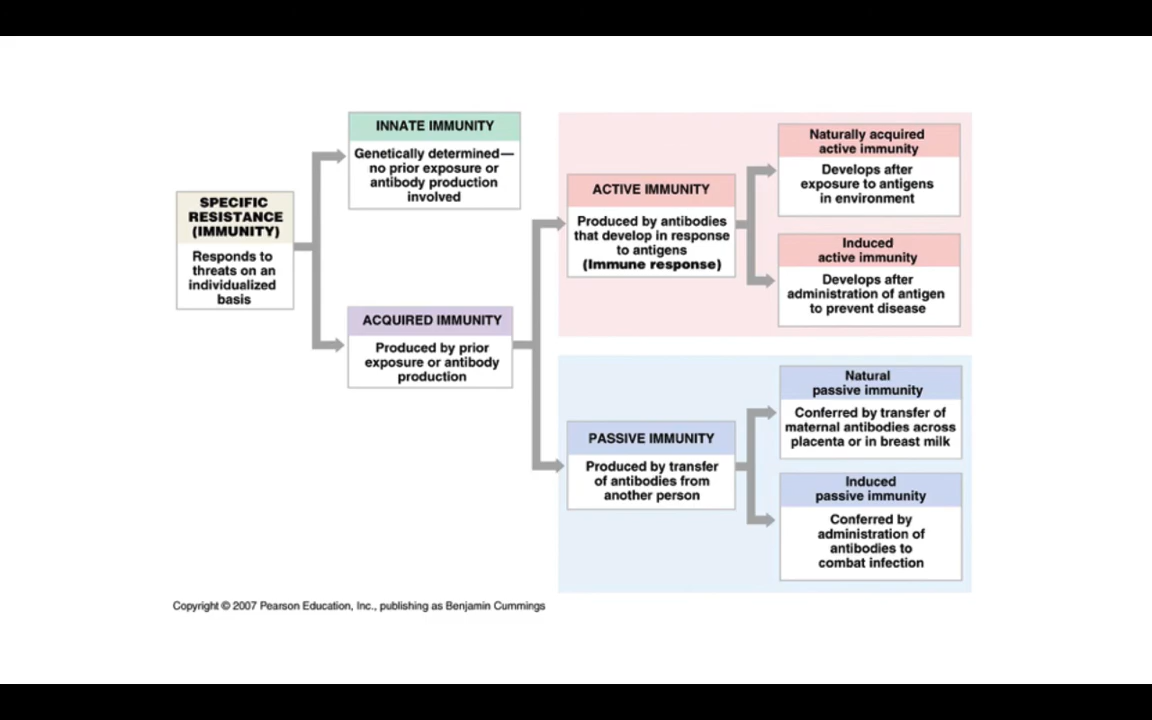 SPECIFIC
RESISTANCE
(IMMUNITY)
Responds to
threats on an
individualized
basis
INNATE IMMUNITY
Genetically determined—
no prior exposure or
antibody production
involved
ACQUIRED IMMUNITY
Produced by prior
exposure or antibody
production
ACTIVE IMMUNITY
Produced by antibodies
that develop in response
to antigens
(Immune response)
Naturally acquired
active immunity
Develops after
exposure to antigens
in environment
Induced
active immunity
Develops after
administration of antigen
to prevent disease
PASSIVE IMMUNITY
Produced by transfer
of antibodies from
another person
Natural
passive immunity
Conferred by transfer of
maternal antibodies across
placenta or in breast milk
Induced
passive immunity
Conferred by
administration of
antibodies to
combat infection
Copyright © 2007 Pearson Education, Inc., publishing as Benjamin Cummings